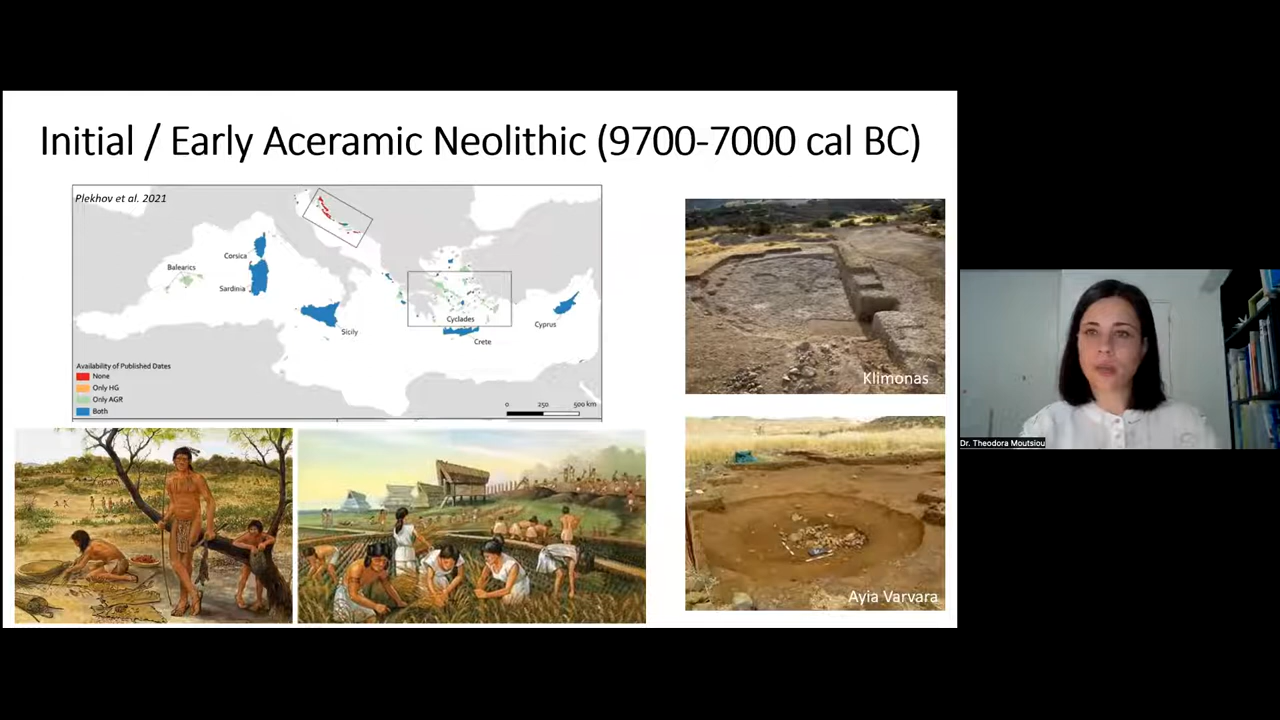 Initial / Early Aceramic Neolithic (9700-7000 cal BC)
Plekhov et al. 2021
Corsica
Balearics
Sardinia
Sicily
Cyclades
Crete
Cyprus
Availability of Published Dates
None
Only HG
Only AGR
Both
0 250 500 km
Klimonas
Ayia Varvara
Dr. Theodora Moutsiou